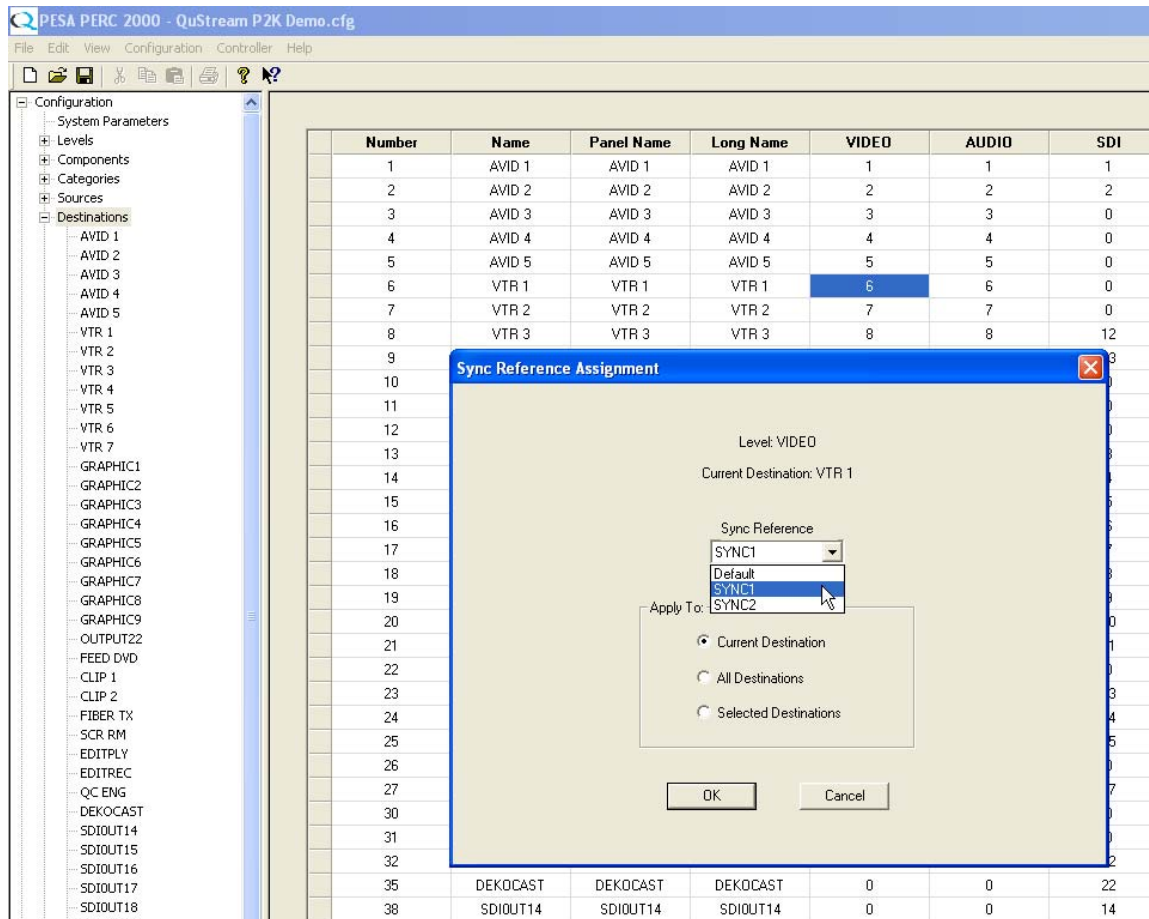 PESA PERC 2000 - QuStream P2K Demo.cfg
File Edit View Configuration Controller Help
Configuration
System Parameters
Levels
Components
Categories
Sources
Destinations
AVID 1
AVID 2
AVID 3
AVID 4
AVID 5
VTR 1
VTR 2
VTR 3
VTR 4
VTR 5
VTR 6
VTR 7
GRAPHIC1
GRAPHIC2
GRAPHIC3
GRAPHIC4
GRAPHIC5
GRAPHIC6
GRAPHIC7
GRAPHIC8
GRAPHIC9
OUTPUT22
FEED DVD
CLIP 1
CLIP 2
FIBER TX
SCR RM
EDITPLY
EDITREC
QC ENG
DEKOCAST
SDIOUT14
SDIOUT15
SDIOUT16
SDIOUT17
SDIOUT18
Number Name Panel Name Long Name VIDEO AUDIO SDI
1 AVID 1 AVID 1 AVID 1 1 1 1
2 AVID 2 AVID 2 AVID 2 2 2 2
3 AVID 3 AVID 3 AVID 3 3 3 0
4 AVID 4 AVID 4 AVID 4 4 4 0
5 AVID 5 AVID 5 AVID 5 5 5 0
6 VTR 1 VTR 1 VTR 1 6 6 0
7 VTR 2 VTR 2 VTR 2 7 7 0
8 VTR 3 VTR 3 VTR 3 8 8 12
9
10
11
12
13
14
15
16
17
18
19
20
21
22
23
24
25
26
27
30
31
32
35 DEKOCAST DEKOCAST DEKOCAST 0 0 22
38 SDIOUT14 SDIOUT14 SDIOUT14 0 0 14
Sync Reference Assignment
Level: VIDEO
Current Destination: VTR 1
Sync Reference
SYNC1
Default
SYNC1
SYNC2
Apply To:
Current Destination
All Destinations
Selected Destinations
OK Cancel